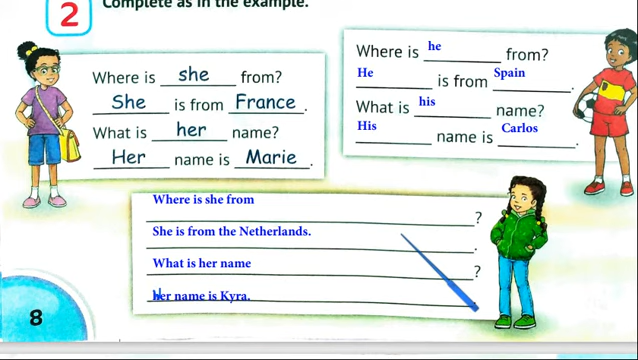 2
Complete as in the example.
Where is she from?
She is from France.
What is her name?
Her name is Marie.
Where is he from?
He is from Spain.
What is his name?
His name is Carlos.
Where is she from?
She is from the Netherlands.
What is her name?
Her name is Kyra.
8